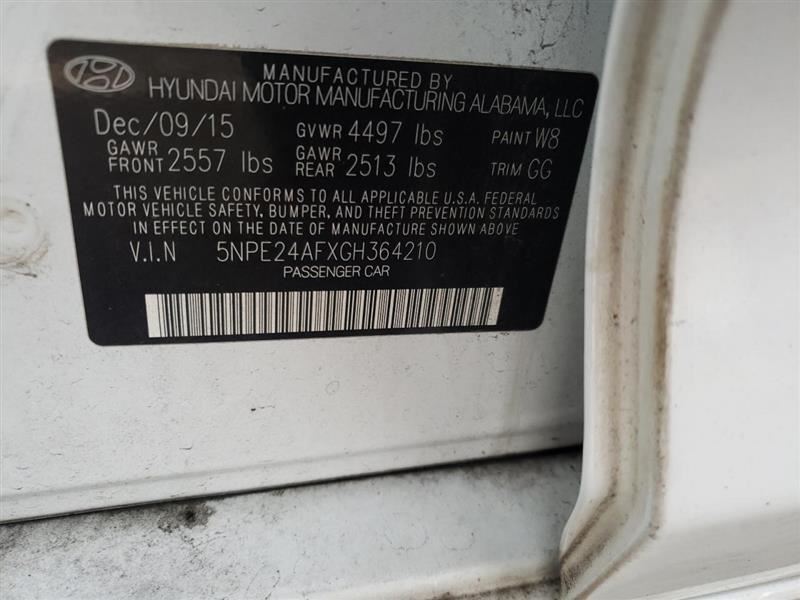 MANUFACTURED BY
HYUNDAI MOTOR MANUFACTURING ALABAMA, LLC
Dec/09/15 GVWR 4497 lbs PAINT W8
GAWR FRONT 2557 lbs GAWR REAR 2513 lbs TRIM GG
THIS VEHICLE CONFORMS TO ALL APPLICABLE U.S.A. FEDERAL
MOTOR VEHICLE SAFETY, BUMPER, AND THEFT PREVENTION STANDARDS
IN EFFECT ON THE DATE OF MANUFACTURE SHOWN ABOVE.
V.I.N 5NPE24AFXGH364210
PASSENGER CAR